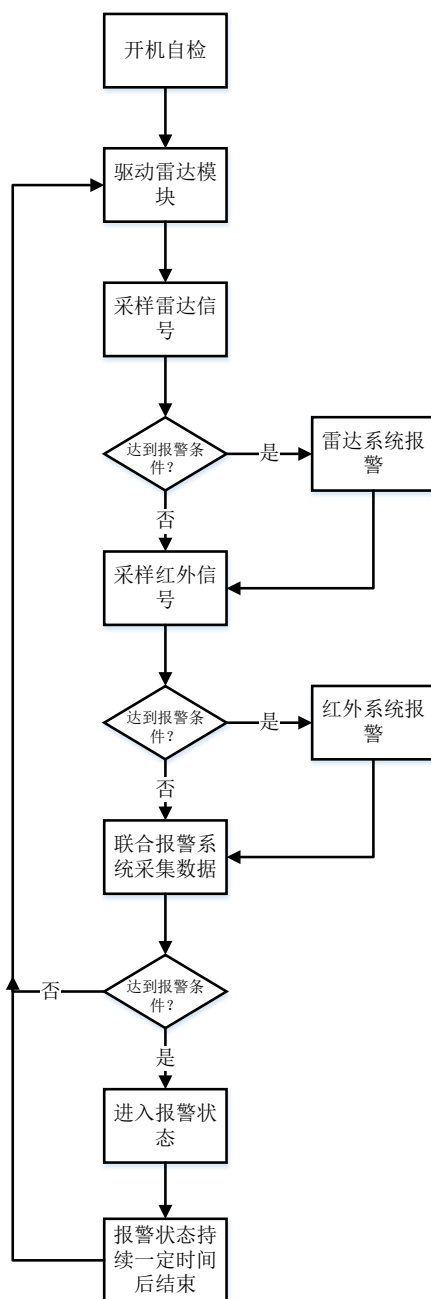 开机自检
驱动雷达模
块
采样雷达信
号
达到报警条
件？
是
雷达系统报
警
否
采样红外信
号
达到报警条
件？
是
红外系统报
警
否
联合报警系
统采集数据
达到报警条
件？
否
是
进入报警状
态
报警状态持
续一定时间
后结束